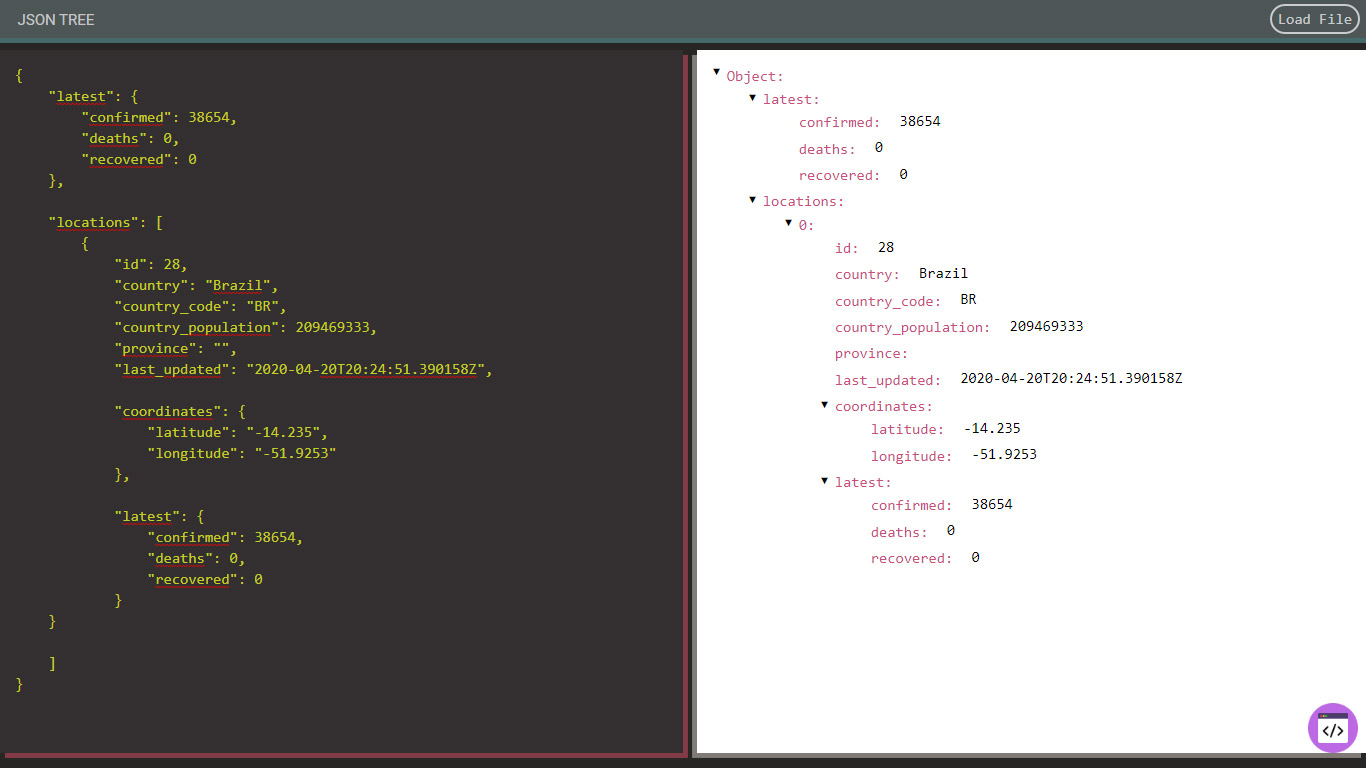 JSON TREE
Load File
{
    "latest": {
        "confirmed": 38654,
        "deaths": 0,
        "recovered": 0
    },
    "locations": [
        {
            "id": 28,
            "country": "Brazil",
            "country_code": "BR",
            "country_population": 209469333,
            "province": "",
            "last_updated": "2020-04-20T20:24:51.390158Z",
            "coordinates": {
                "latitude": "-14.235",
                "longitude": "-51.9253"
            },
            "latest": {
                "confirmed": 38654,
                "deaths": 0,
                "recovered": 0
            }
    }
    ]
}
▼ Object:
▼ latest:
confirmed: 38654
deaths: 0
recovered: 0
▼ locations:
▼ 0:
id: 28
country: Brazil
country_code: BR
country_population: 209469333
province:
last_updated: 2020-04-20T20:24:51.390158Z
▼ coordinates:
latitude: -14.235
longitude: -51.9253
▼ latest:
confirmed: 38654
deaths: 0
recovered: 0
</>